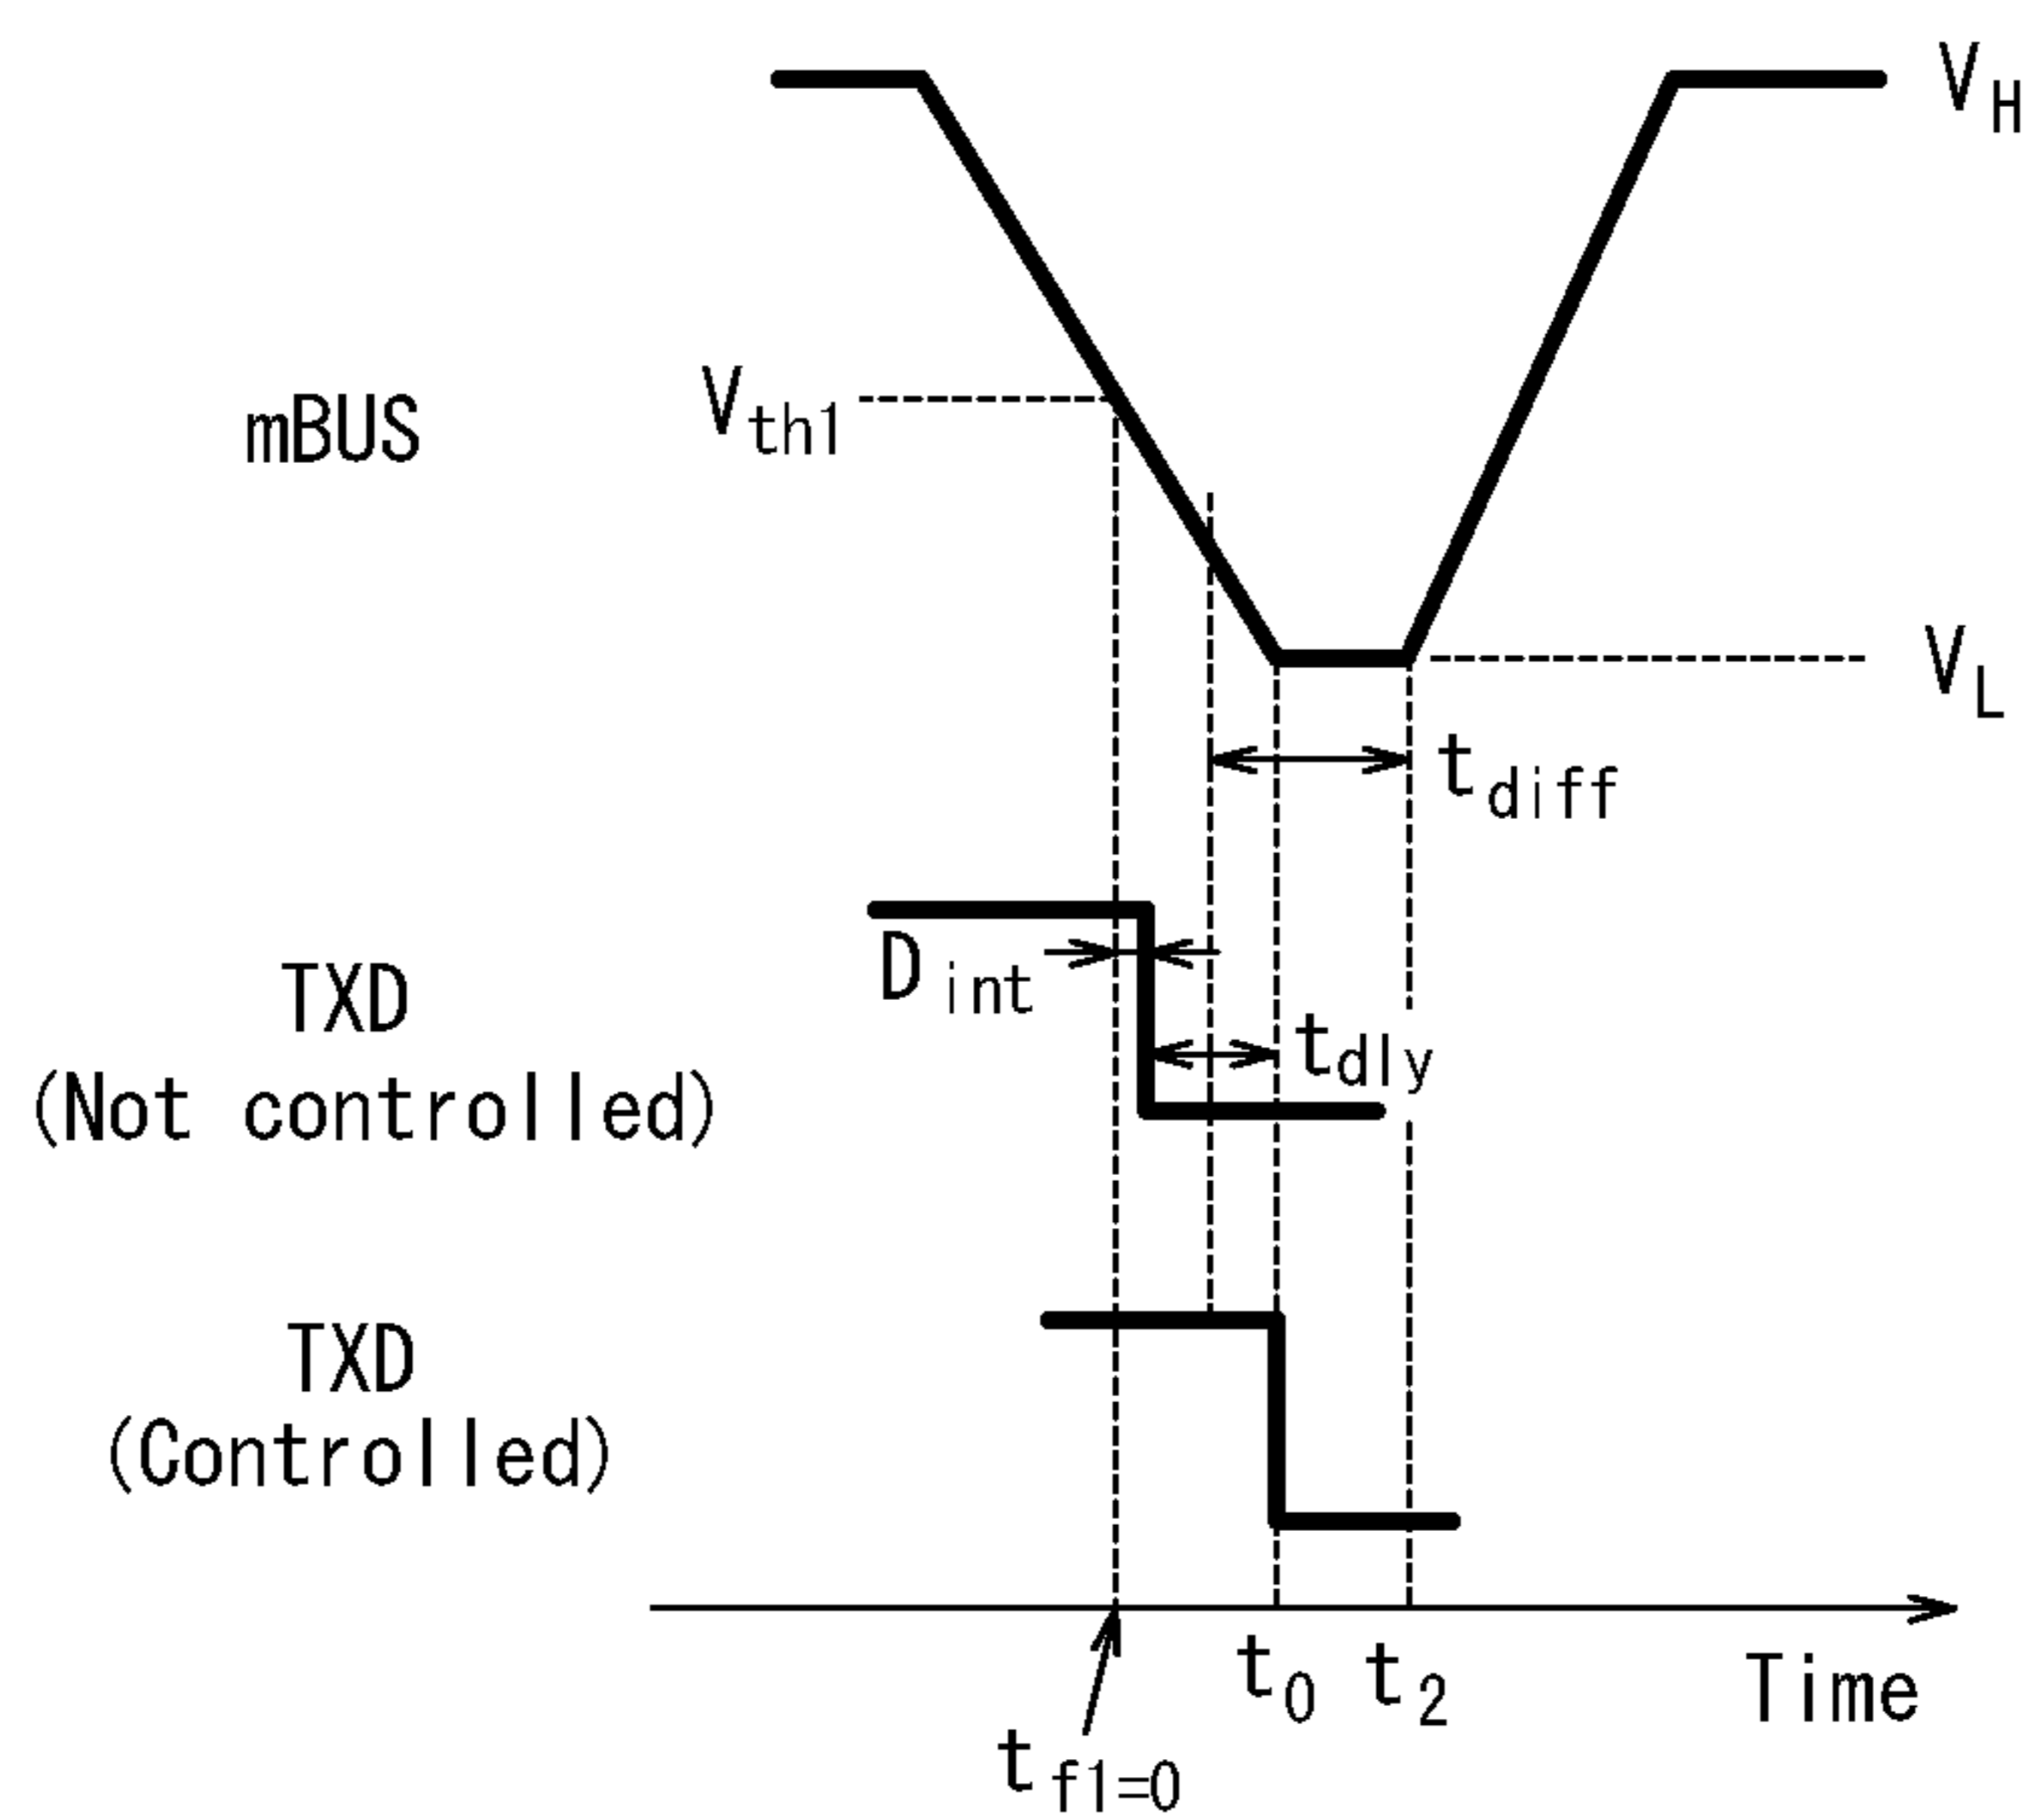 V_H
mBUS
V_th1
V_L
t_diff
D_int
TXD
(Not controlled)
t_dly
TXD
(Controlled)
t_0
t_2
Time
t_f1=0